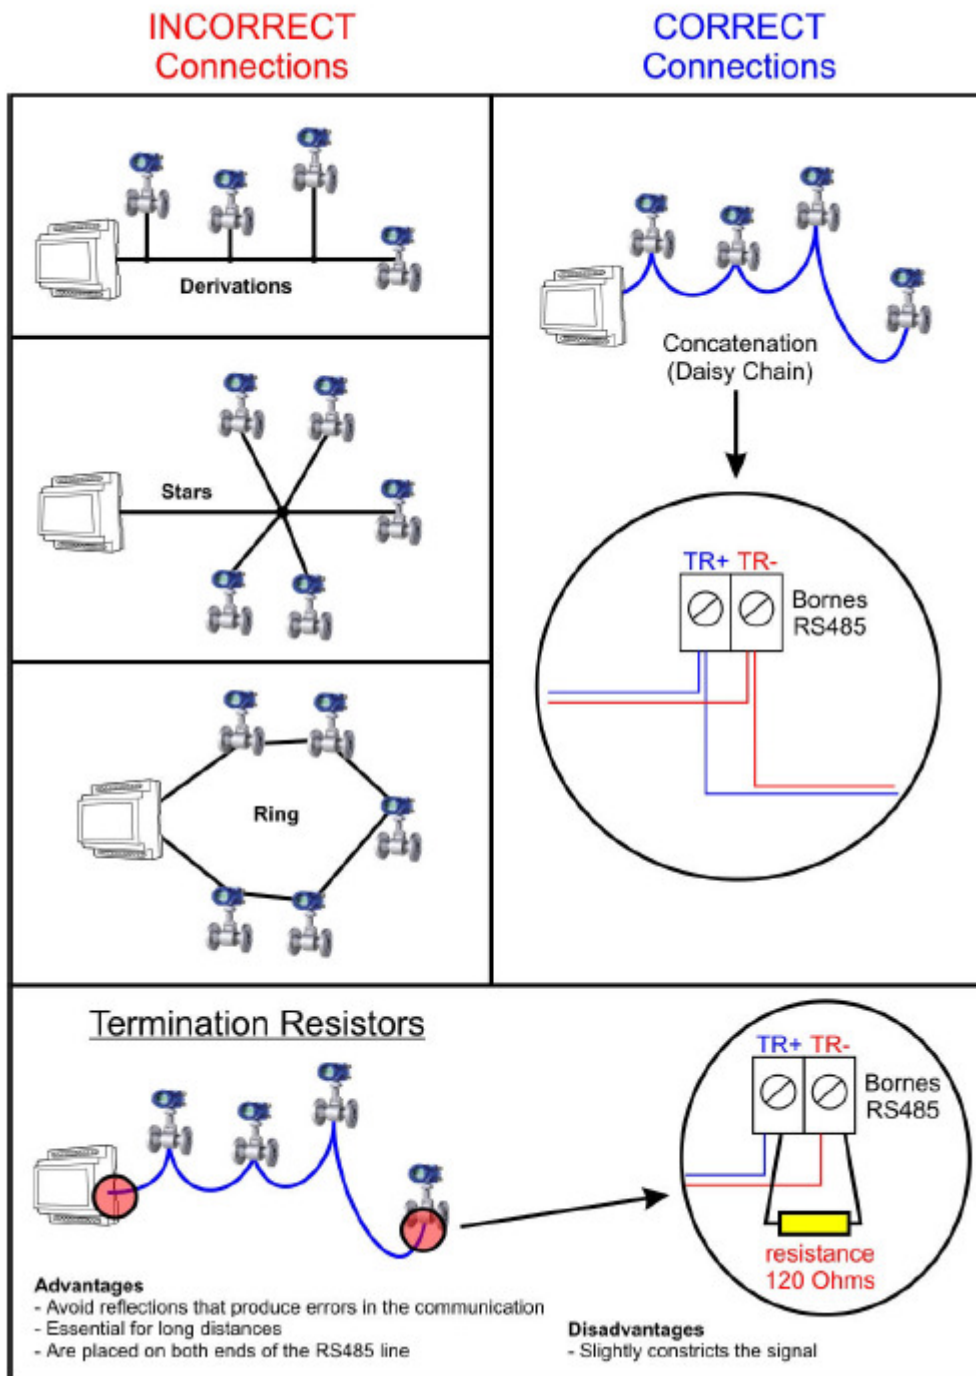 INCORRECT
Connections
CORRECT
Connections
Derivations
Stars
Ring
Concatenation
(Daisy Chain)
TR+ TR-
Bornes
RS485
Termination Resistors
TR+ TR-
Bornes
RS485
resistance
120 Ohms
Advantages
- Avoid reflections that produce errors in the communication
- Essential for long distances
- Are placed on both ends of the RS485 line
Disadvantages
- Slightly constricts the signal